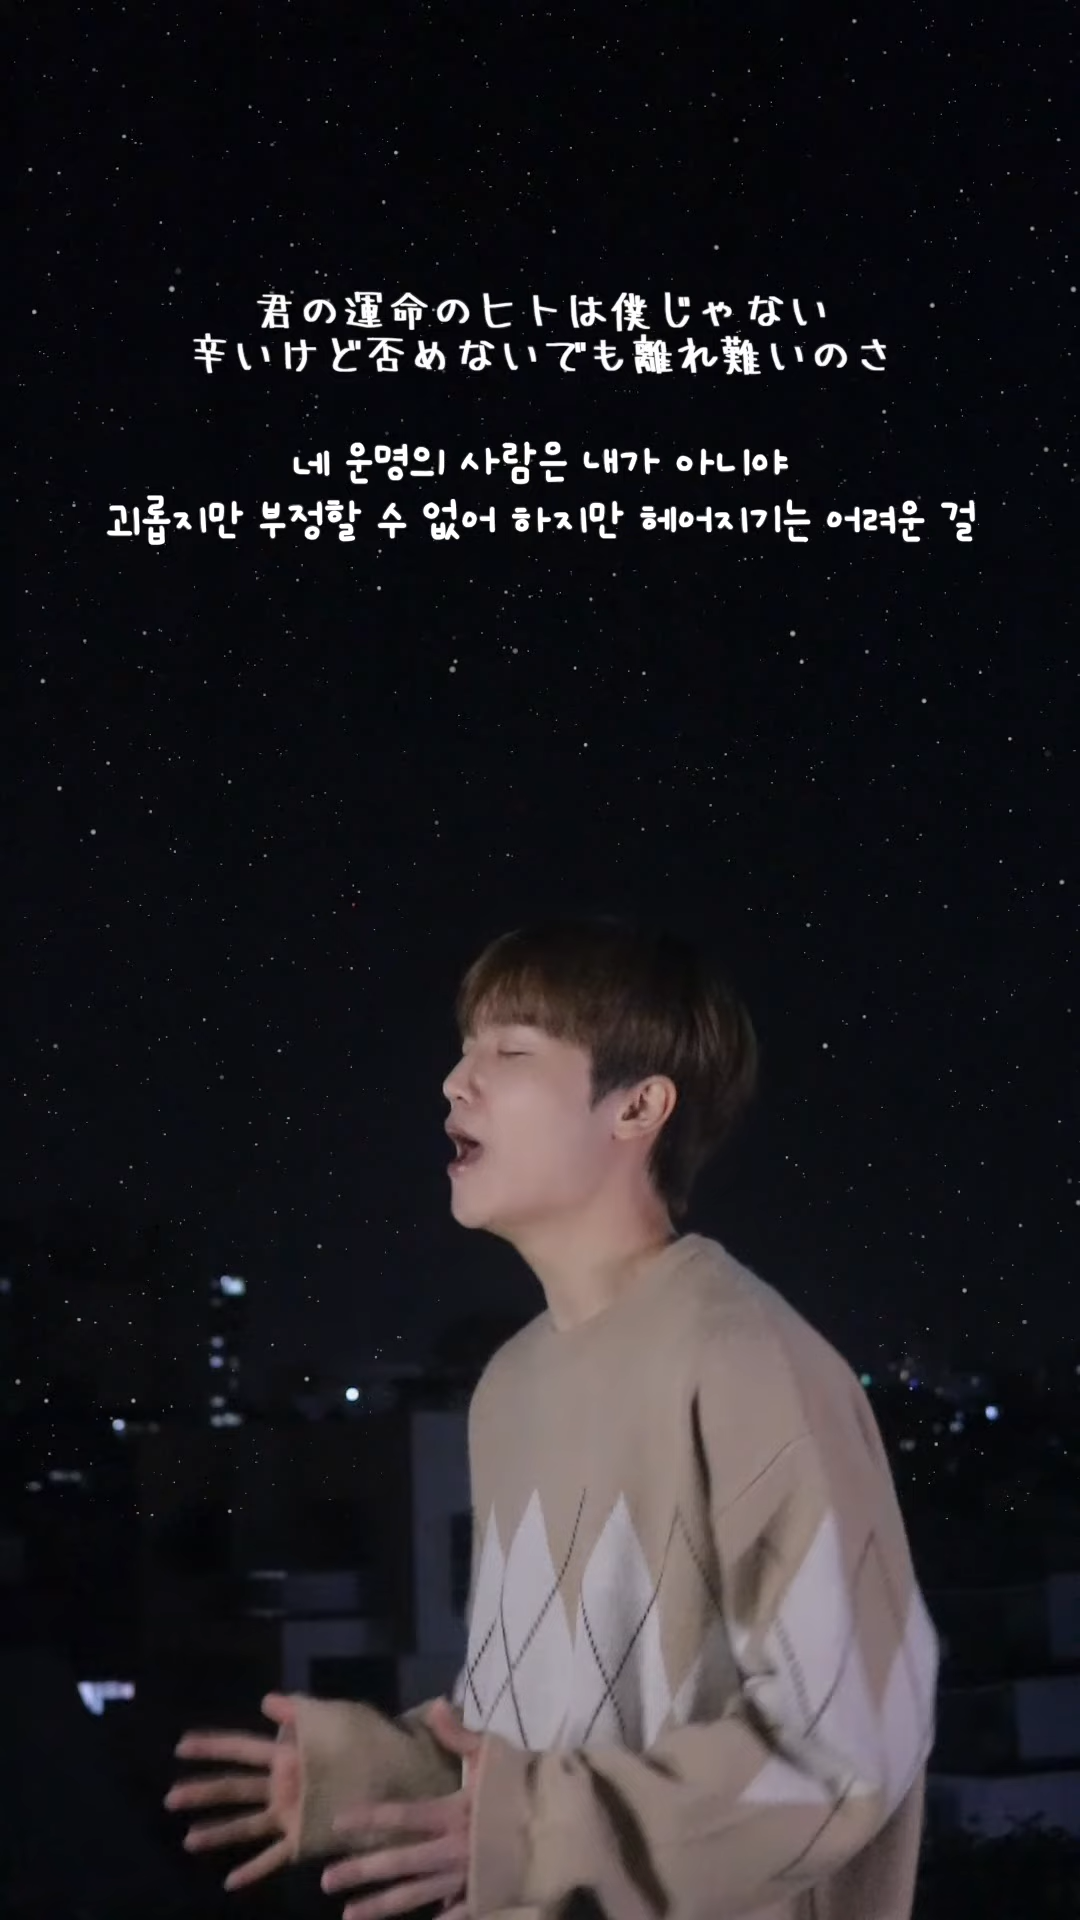 君の運命のヒトは僕じゃない
辛いけど否めないでも離れ難いのさ
네 운명의 사람은 내가 아니야
괴롭지만 부정할 수 없어 하지만 헤어지기는 어려운 걸